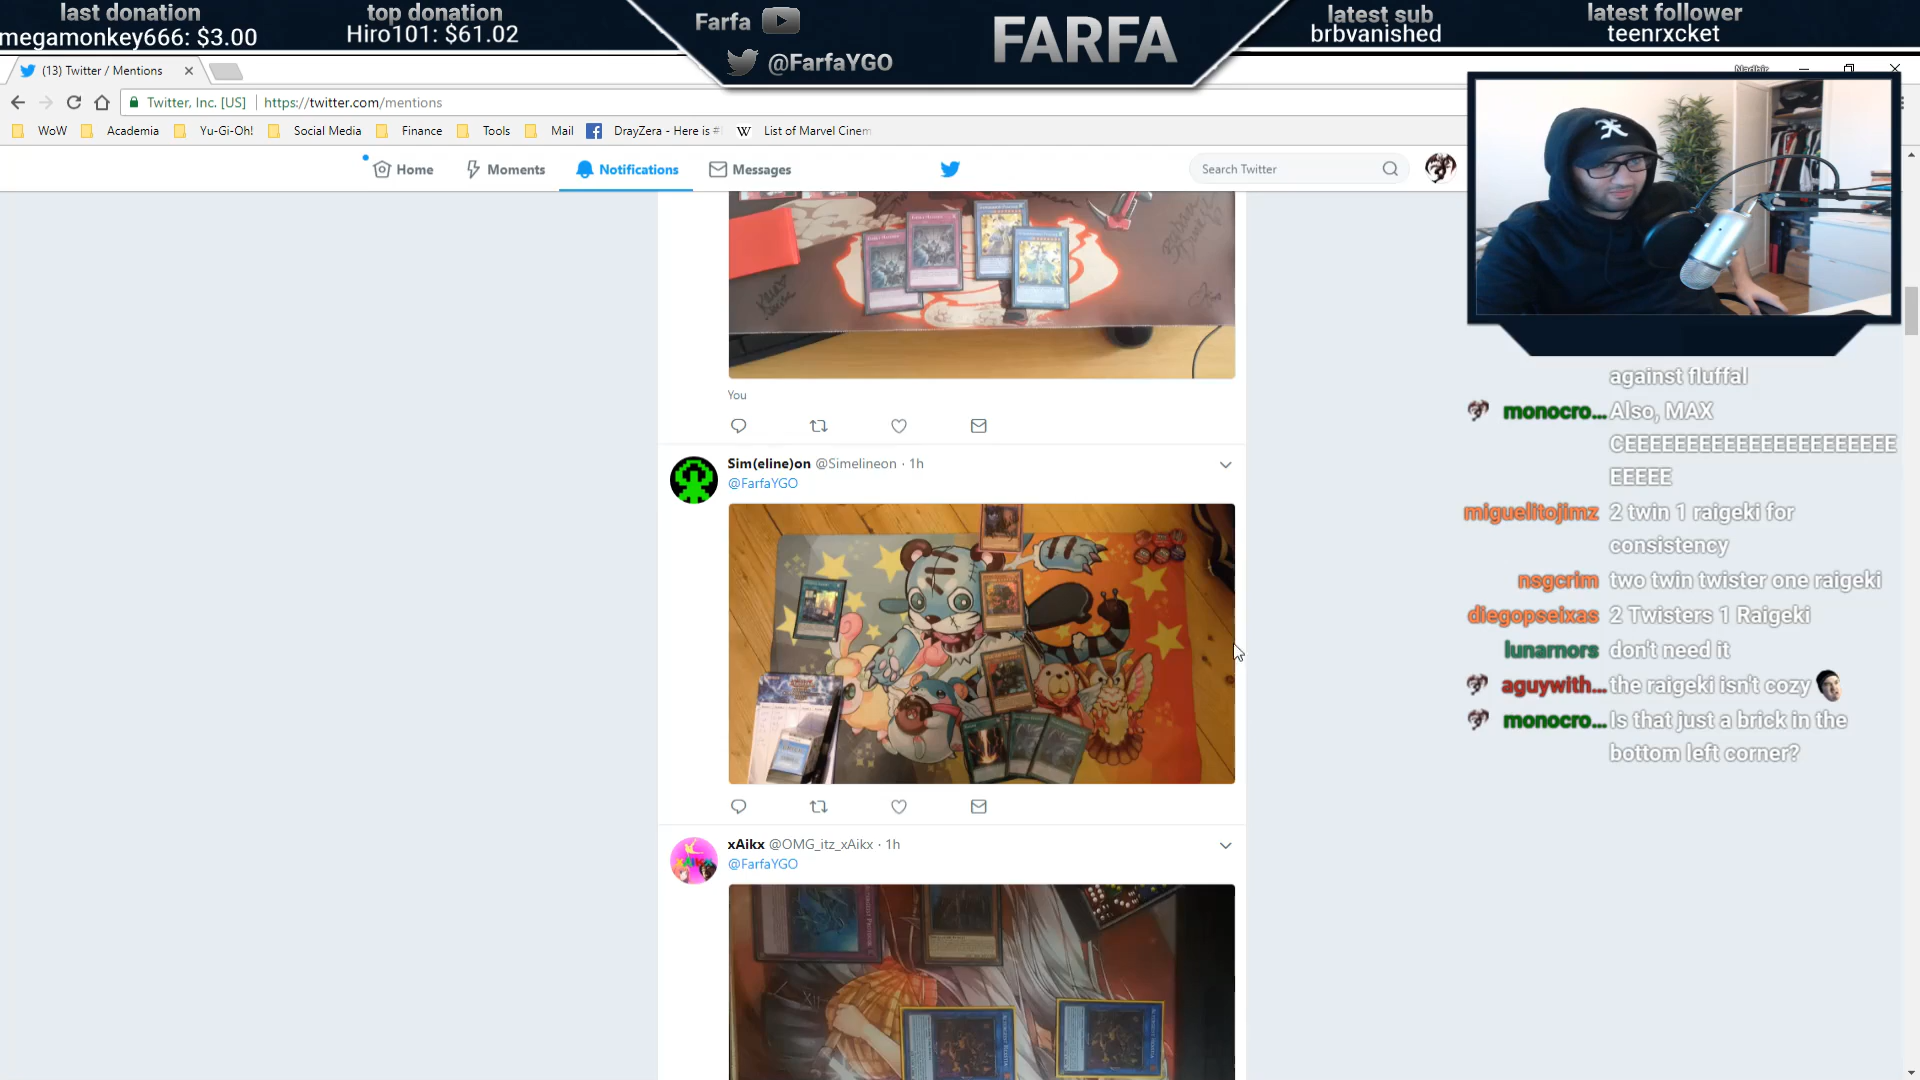 last donation
megamonkey666: $3.00
top donation
Hiro101: $61.02
Farfa
@FarfaYGO
FARFA
latest sub
brbvanished
latest follower
teenrxcket
(13) Twitter / Mentions
Twitter, Inc. [US]
https://twitter.com/mentions
WoW
Academia
Yu-Gi-Oh!
Social Media
Finance
Tools
Mail
DrayZera - Here is #
List of Marvel Cinem
Home
Moments
Notifications
Messages
Search Twitter
You
Sim(eline)on @Simelineon · 1h
@FarfaYGO
xAikx @OMG_itz_xAikx · 1h
@FarfaYGO
against fluffal
monocro... Also, MAX
CEEEEEEEEEEEEEEEEEEEEEE
EEEEE
miguelitojimz 2 twin 1 raigeki for
consistency
nsgcrim two twin twister one raigeki
diegopseixas 2 Twisters 1 Raigeki
lunarnors don't need it
aguywith... the raigeki isn't cozy
monocro... Is that just a brick in the
bottom left corner?